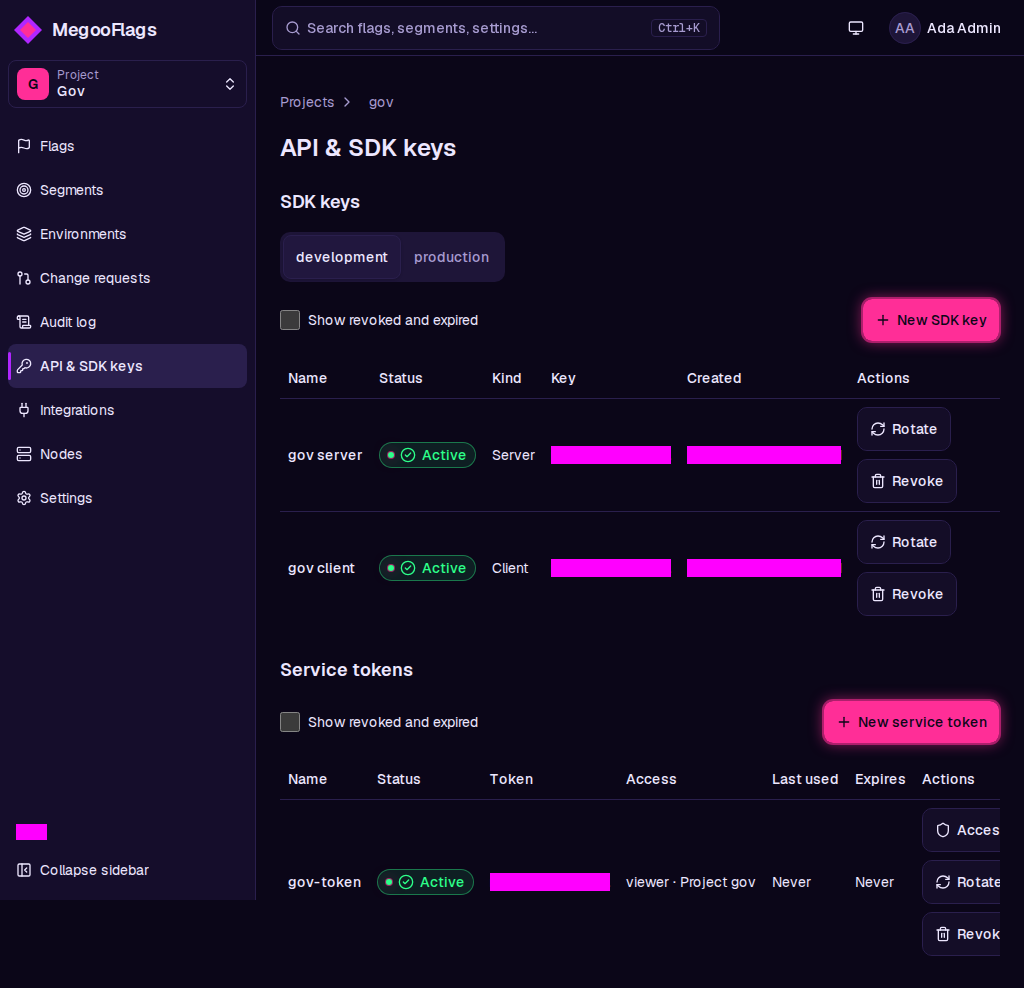 MegooFlags
Search flags, segments, settings...
Ctrl+K
AA
Ada Admin
G
Project
Gov
Flags
Segments
Environments
Change requests
Audit log
API & SDK keys
Integrations
Nodes
Settings
Collapse sidebar
Projects
gov
API & SDK keys
SDK keys
development
production
Show revoked and expired
New SDK key
Name Status Kind Key Created Actions
gov server Active Server
Rotate
Revoke
gov client Active Client
Rotate
Revoke
Service tokens
Show revoked and expired
New service token
Name Status Token Access Last used Expires Actions
gov-token Active viewer · Project gov Never Never
Acces
Rotate
Revok